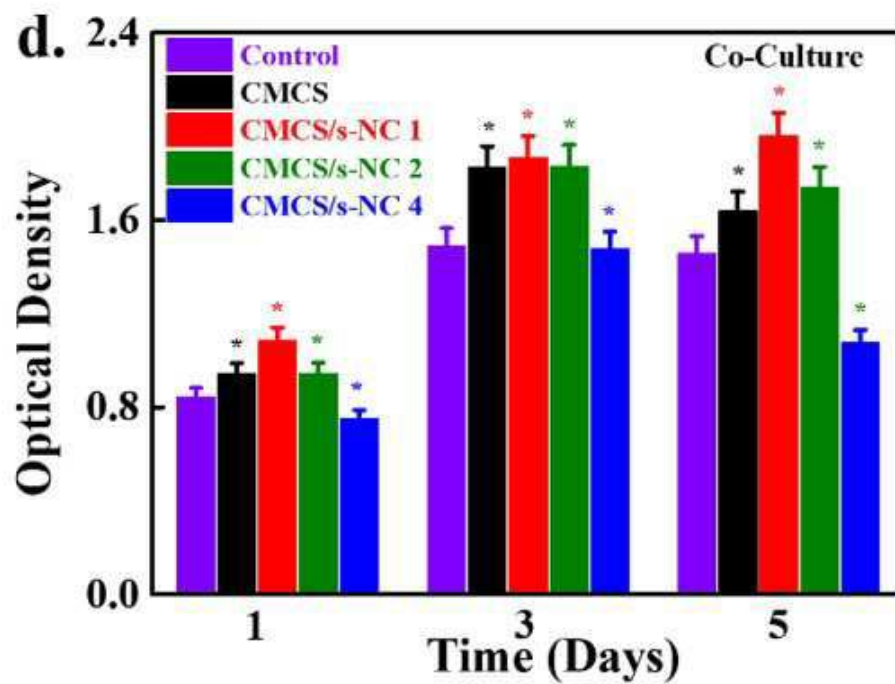 d.
2.4
Control
CMCS
CMCS/s-NC 1
CMCS/s-NC 2
CMCS/s-NC 4
Co-Culture
* * *
*
*
*
*
*
* * *
*
1.6
0.8
0.0
Optical Density
1 3 5
Time (Days)